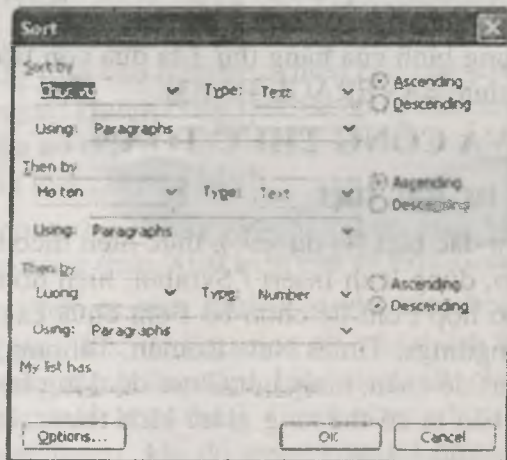 Sort
Sort by
Chuc vu Type: Text Ascending
Descending
Using: Paragraphs
Then by
Ho ten Type: Text Ascending
Descending
Using: Paragraphs
Then by
Luong Type: Number Ascending
Descending
Using: Paragraphs
My list has
Options... OK Cancel